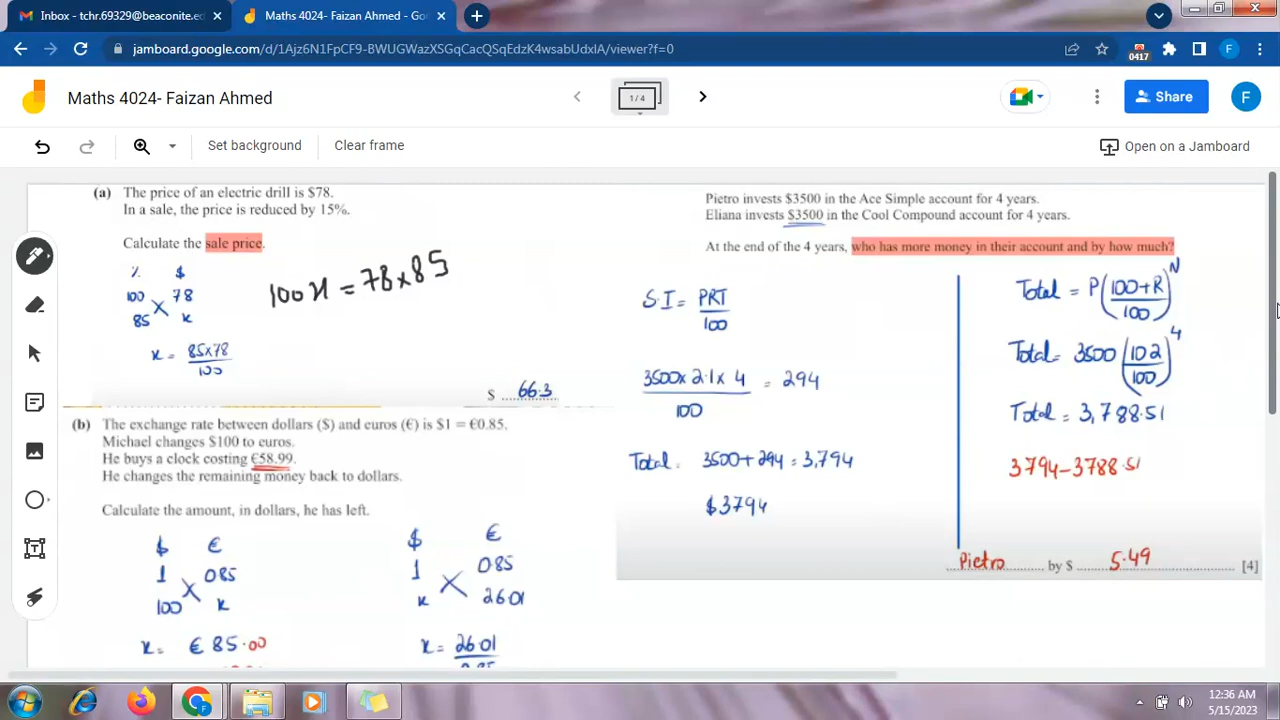 Inbox - tchr.69329@beaconite.ed
Maths 4024- Faizan Ahmed - Goo
jamboard.google.com/d/1Ajz6N1FpCF9-BWUGWazXSGqCacQSqEdzK4wsabUdxIA/viewer?f=0
0417
F
Maths 4024- Faizan Ahmed
1 / 4
Share
F
Set background
Clear frame
Open on a Jamboard
(a) The price of an electric drill is $78.
In a sale, the price is reduced by 15%.
Calculate the sale price.
% $
100 78
85 x
x = 85x78
100
100x = 78x85
$ 66.3
(b) The exchange rate between dollars ($) and euros (€) is $1 = €0.85.
Michael changes $100 to euros.
He buys a clock costing €58.99.
He changes the remaining money back to dollars.
Calculate the amount, in dollars, he has left.
$ €
1 0.85
100 x
x = € 85.00
$ €
1 0.85
x 26.01
x = 26.01
0.85
Pietro invests $3500 in the Ace Simple account for 4 years.
Eliana invests $3500 in the Cool Compound account for 4 years.
At the end of the 4 years, who has more money in their account and by how much?
S.I = PRT
100
3500x 2.1x 4 = 294
100
Total = 3500+294 = 3,794
$3794
Total = P(100+R)N
100
Total = 3500(102)4
100
Total = 3,788.51
3794-3788.51
Pietro by $ 5.49 [4]
12:36 AM
5/15/2023